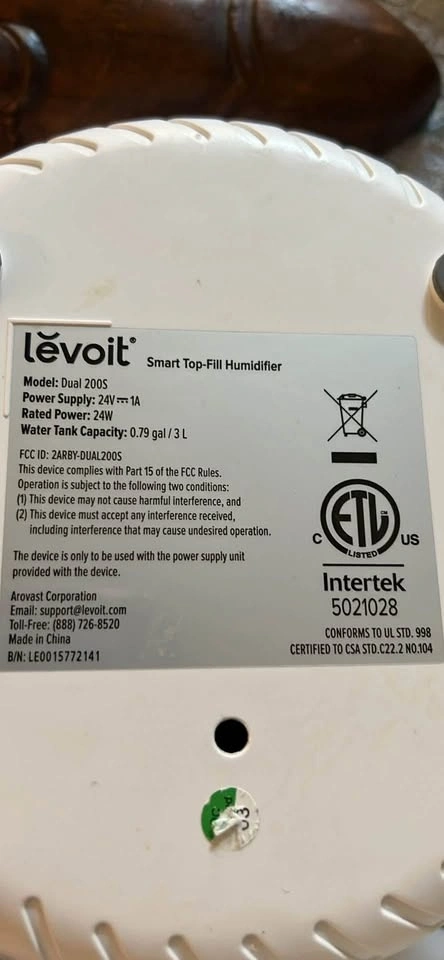 lĕvoit® Smart Top-Fill Humidifier
Model: Dual 200S
Power Supply: 24V⎓1A
Rated Power: 24W
Water Tank Capacity: 0.79 gal / 3 L
FCC ID: 2ARBY-DUAL200S
This device complies with Part 15 of the FCC Rules.
Operation is subject to the following two conditions:
(1) This device may not cause harmful interference, and
(2) This device must accept any interference received,
including interference that may cause undesired operation.
The device is only to be used with the power supply unit
provided with the device.
Arovast Corporation
Email: support@levoit.com
Toll-Free: (888) 726-8520
Made in China
B/N: LE0015772141
C ETL CM US
LISTED
Intertek
5021028
CONFORMS TO UL STD. 998
CERTIFIED TO CSA STD.C22.2 NO.104
03